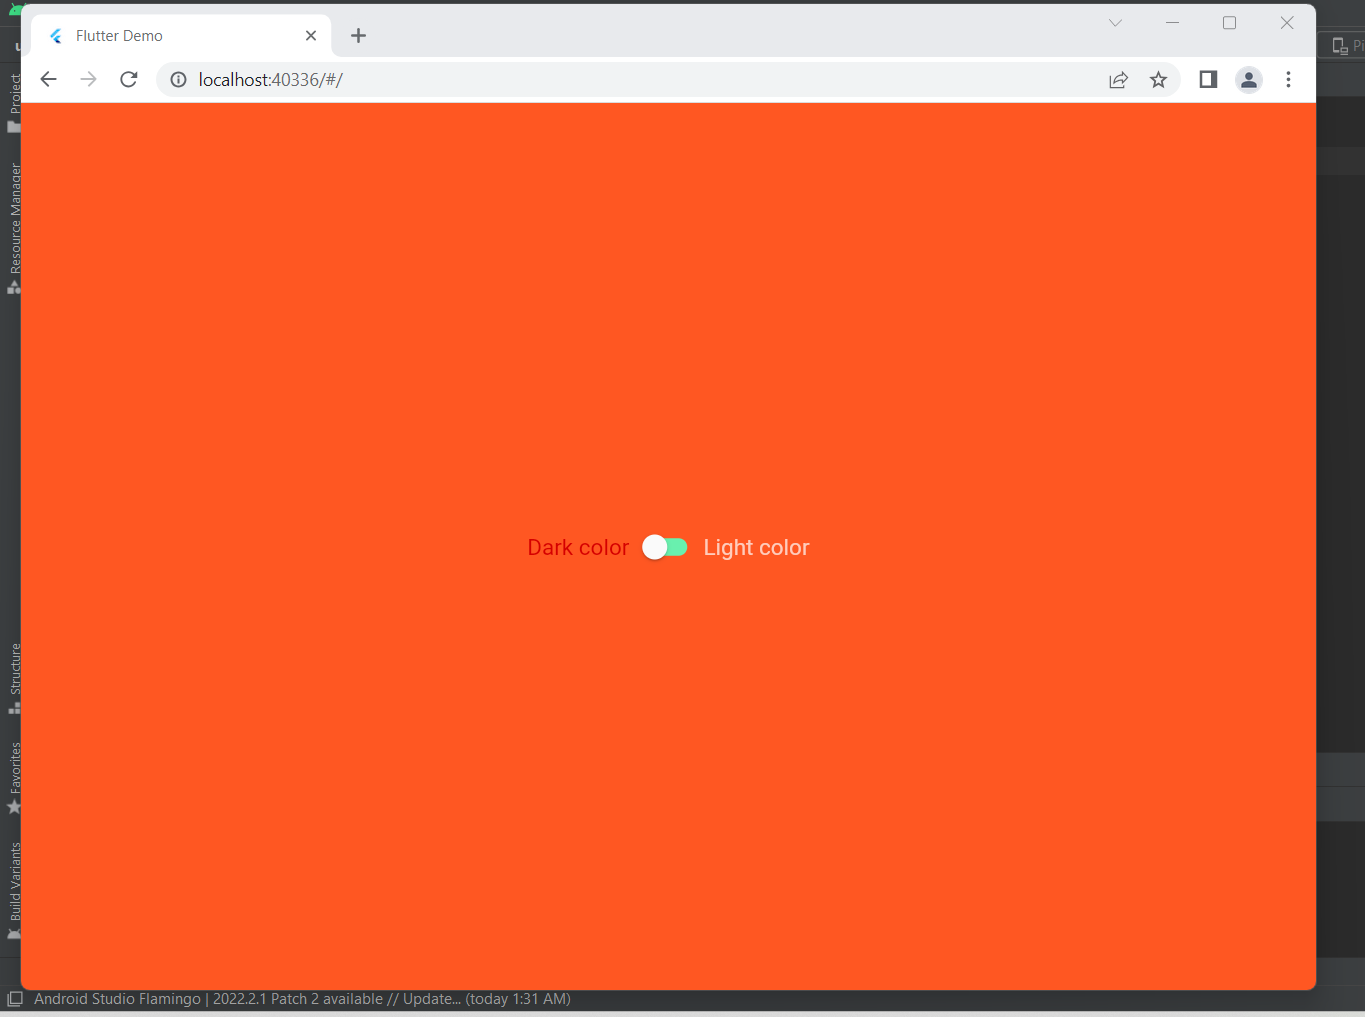 Flutter Demo
localhost:40336/#/
Pi
Project
Resource Manager
Dark color
Light color
Structure
Favorites
Build Variants
Android Studio Flamingo | 2022.2.1 Patch 2 available // Update... (today 1:31 AM)